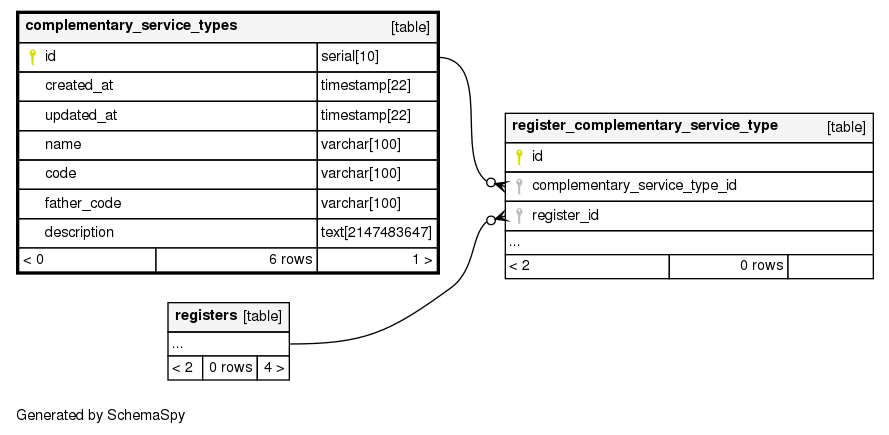 complementary_service_types [table]
id serial[10]
created_at timestamp[22]
updated_at timestamp[22]
name varchar[100]
code varchar[100]
father_code varchar[100]
description text[2147483647]
< 0 6 rows 1 >
register_complementary_service_type [table]
id
complementary_service_type_id
register_id
...
< 2 0 rows
registers [table]
...
< 2 0 rows 4 >
Generated by SchemaSpy